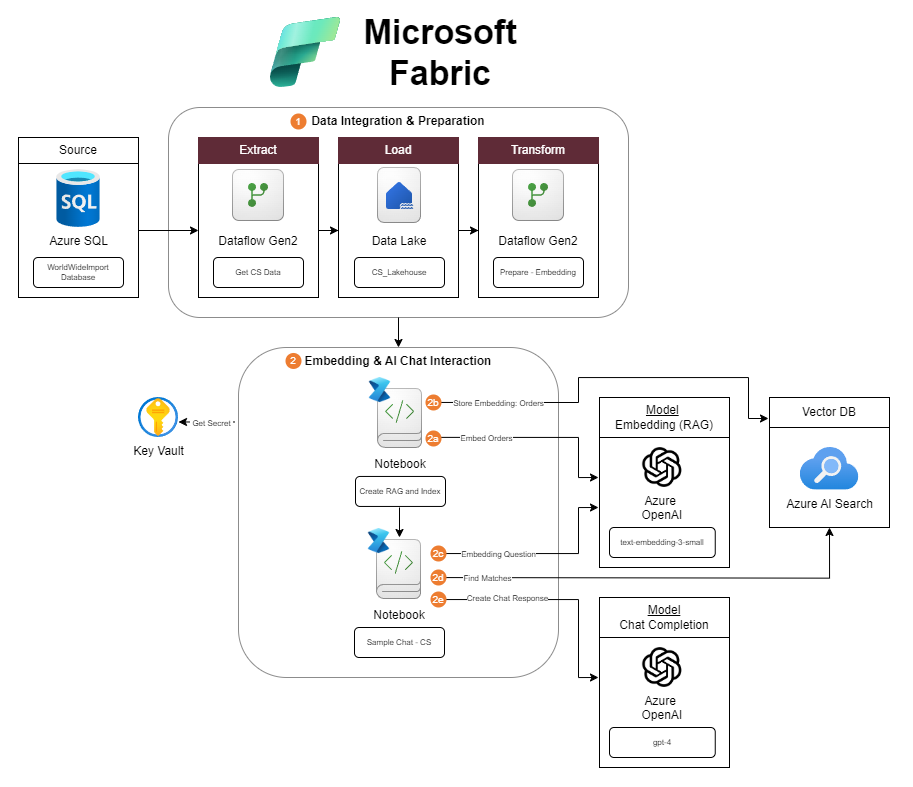 Microsoft
Fabric
1 Data Integration & Preparation
Source
SQL
Azure SQL
WorldWideImport
Database
Extract
Dataflow Gen2
Get CS Data
Load
Data Lake
CS_Lakehouse
Transform
Dataflow Gen2
Prepare - Embedding
2 Embedding & AI Chat Interaction
Get Secret
Key Vault
2b Store Embedding: Orders
2a Embed Orders
Notebook
Create RAG and Index
2c Embedding Question
2d Find Matches
2e Create Chat Response
Notebook
Sample Chat - CS
Model
Embedding (RAG)
Azure
OpenAI
text-embedding-3-small
Vector DB
Azure AI Search
Model
Chat Completion
Azure
OpenAI
gpt-4